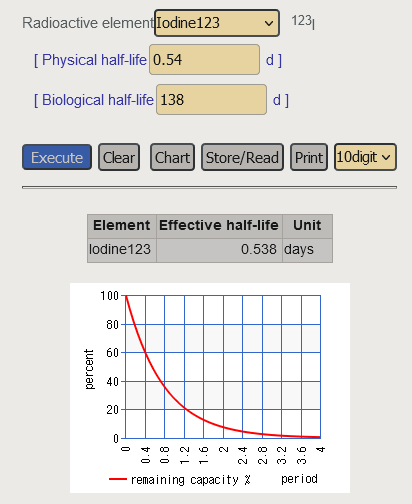 Radioactive element Iodine123 123I
[ Physical half-life 0.54 d ]
[ Biological half-life 138 d ]
Execute Clear Chart Store/Read Print 10digit
Element Effective half-life Unit
Iodine123 0.538 days
100
80
60
40
20
0
percent
0 0.4 0.8 1.2 1.6 2 2.4 2.8 3.2 3.6 4
remaining capacity % period